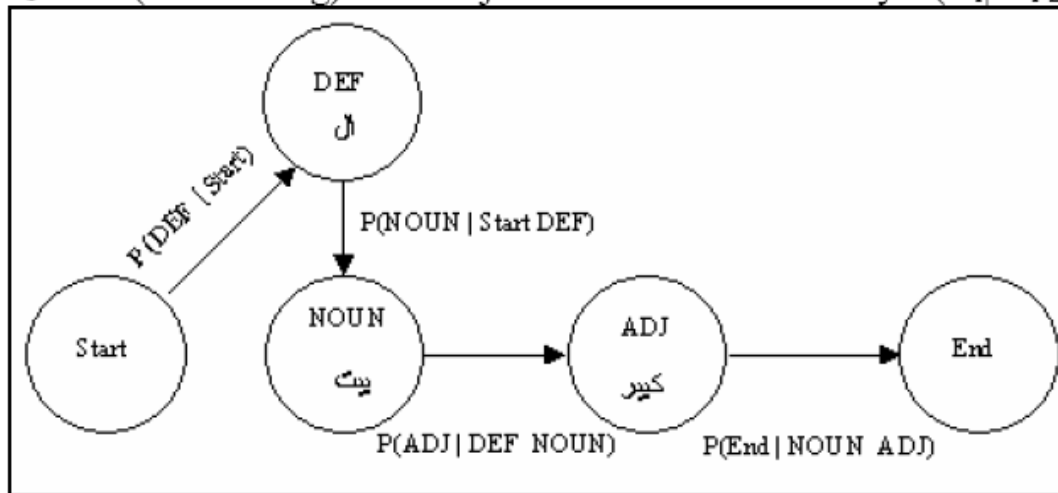 DEF
ال
P(DEF | Start)
P(NOUN | Start DEF)
Start
NOUN
بيت
ADJ
كبير
End
P(ADJ | DEF NOUN)
P(End | NOUN ADJ)